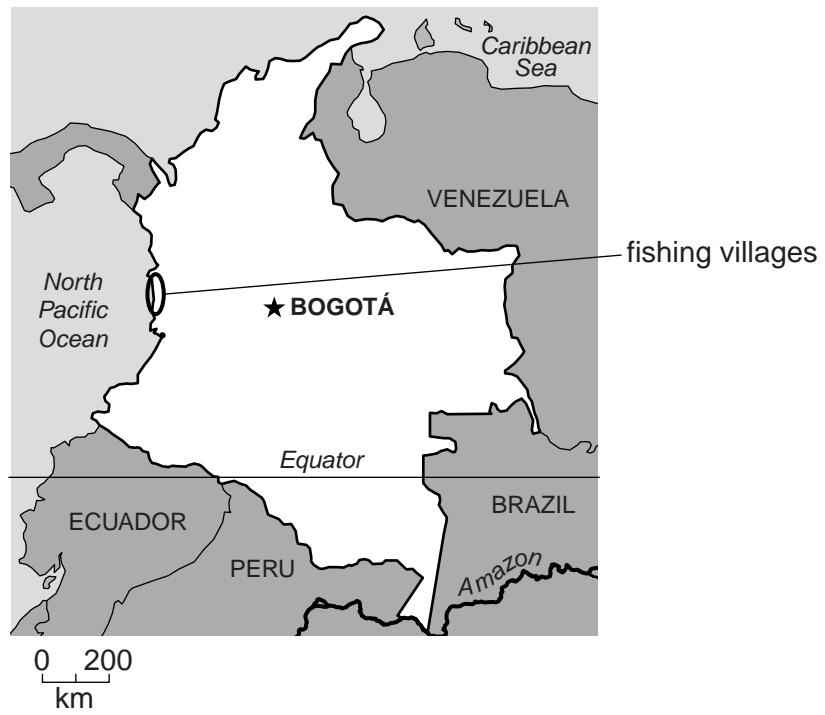 Caribbean
Sea
VENEZUELA
fishing villages
North
Pacific
Ocean
BOGOTÁ
Equator
ECUADOR
BRAZIL
PERU
Amazon
0 200
km